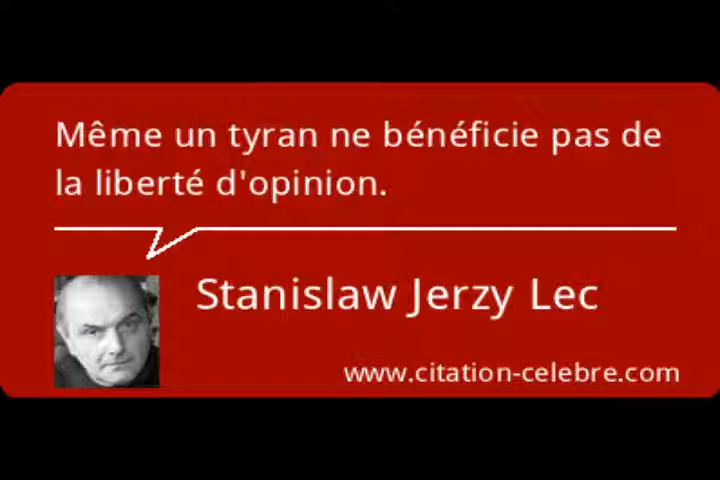 Même un tyran ne bénéficie pas de
la liberté d'opinion.
Stanislaw Jerzy Lec
www.citation-celebre.com